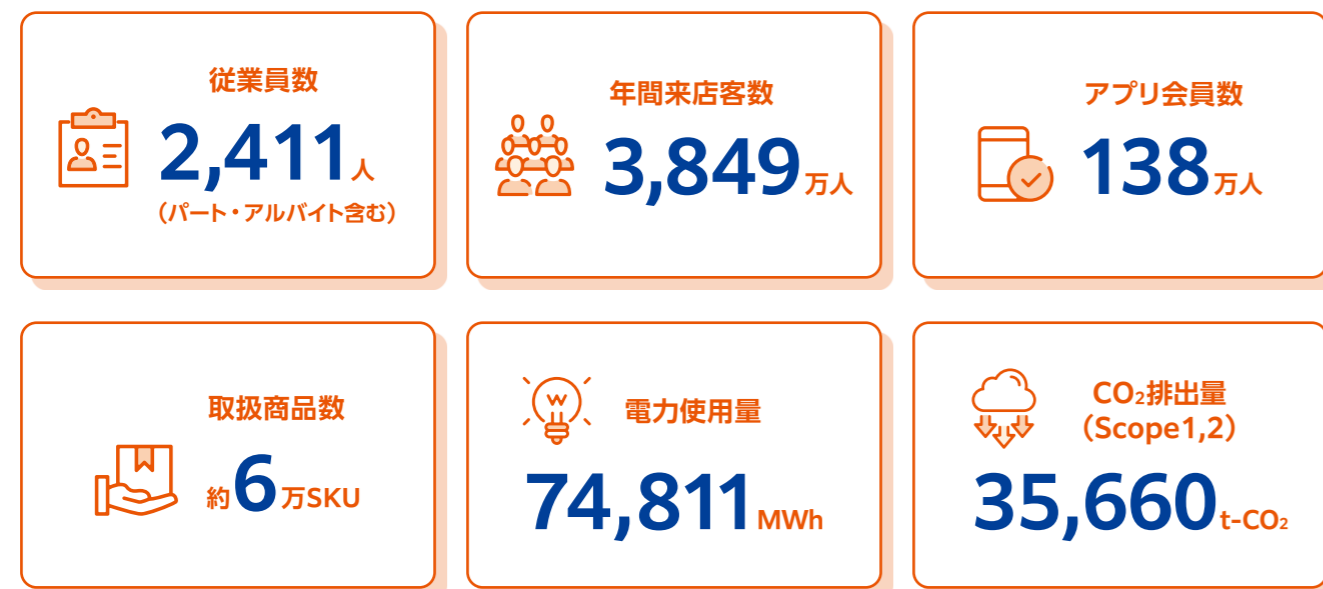 従業員数
2,411人
（パート・アルバイト含む）
年間来店客数
3,849万人
アプリ会員数
138万人
取扱商品数
約6万SKU
W
電力使用量
74,811MWh
CO₂排出量
（Scope1,2）
35,660t-CO₂